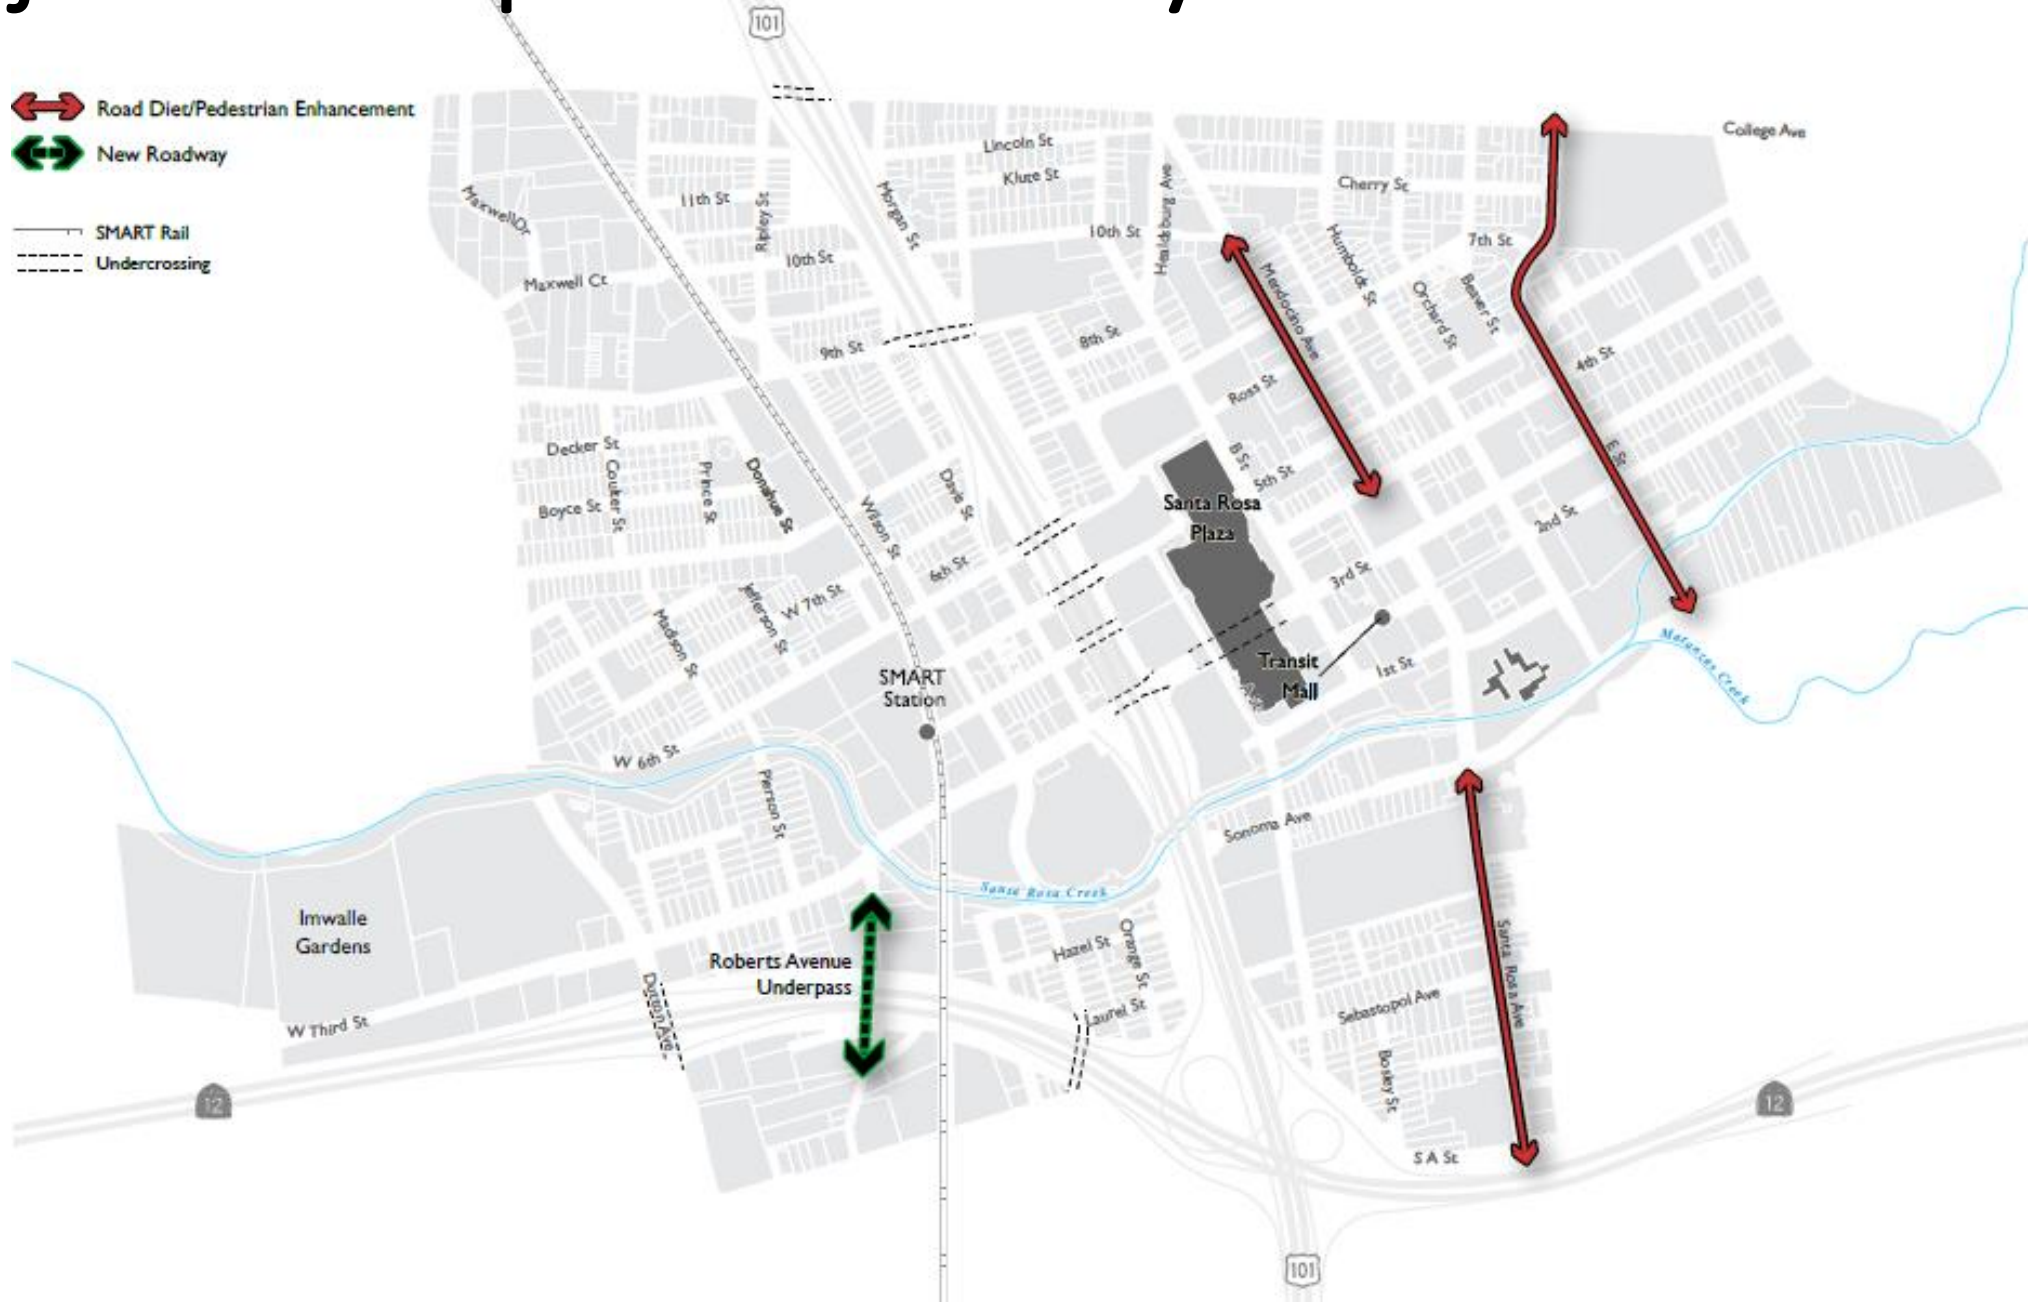 101
Road Diet/Pedestrian Enhancement
New Roadway
SMART Rail
Undercrossing
College Ave
Lincoln St
Klute St
Cherry St
Maxwell Dr
11th St
Ripley St
Morgan St
Healdsburg Ave
10th St
10th St
7th St
Humboldt St
Mendocino Ave
Orchard St
Beaver St
Maxwell Ct
9th St
8th St
4th St
Ross St
Decker St
Coulter St
Prince St
Donahue St
Boyce St
Wilson St
Davis St
B St
5th St
E St
Santa Rosa
Plaza
2nd St
6th St
3rd St
W 7th St
Jefferson St
Madison St
SMART
Station
Transit
Mall
1st St
Matanzas Creek
W 6th St
Pierson St
Sonoma Ave
Santa Rosa Creek
Imwalle
Gardens
Roberts Avenue
Underpass
Hazel St
Orange St
Laurel St
Dutton Ave
W Third St
Sebastopol Ave
Santa Rosa Ave
Bosley St
S A St
12
12
101